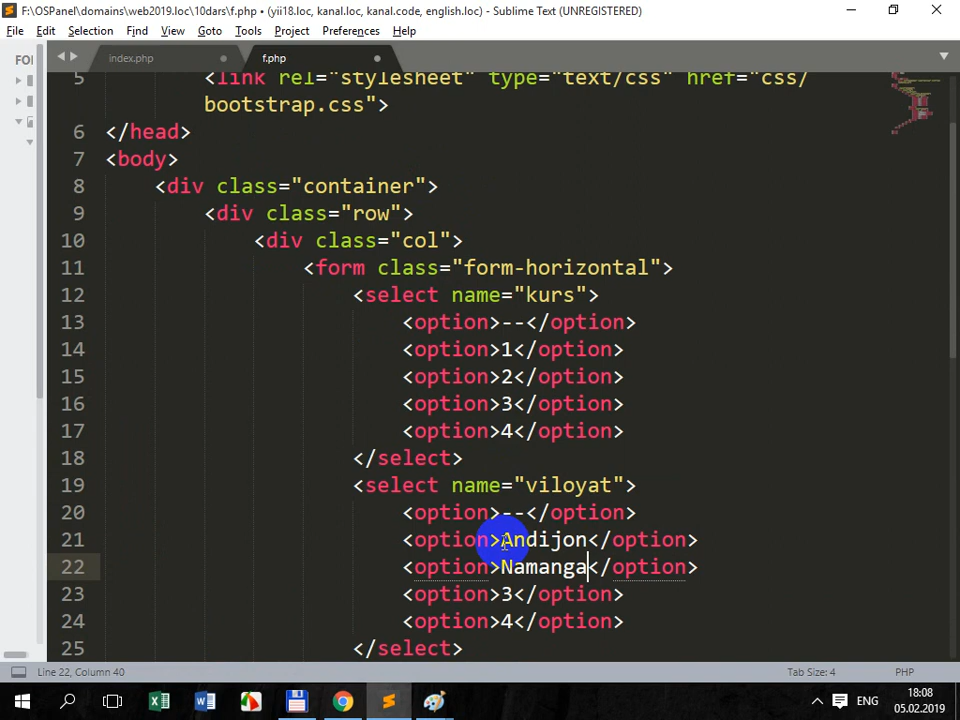 F:\OSPanel\domains\web2019.loc\10dars\f.php • (yii18.loc, kanal.loc, kanal.code, english.loc) - Sublime Text (UNREGISTERED)
File Edit Selection Find View Goto Tools Project Preferences Help
FOI
index.php f.php
5 <link rel="stylesheet" type="text/css" href="css/
bootstrap.css">
6 </head>
7 <body>
8 <div class="container">
9 <div class="row">
10 <div class="col">
11 <form class="form-horizontal">
12 <select name="kurs">
13 <option>--</option>
14 <option>1</option>
15 <option>2</option>
16 <option>3</option>
17 <option>4</option>
18 </select>
19 <select name="viloyat">
20 <option>--</option>
21 <option>Andijon</option>
22 <option>Namanga</option>
23 <option>3</option>
24 <option>4</option>
25 </select>
Line 22, Column 40 Tab Size: 4 PHP
ENG
18:08
05.02.2019